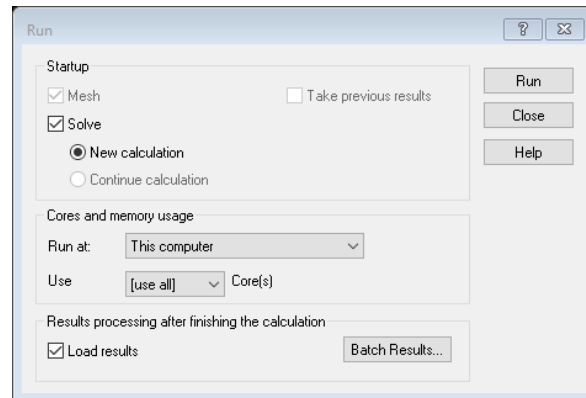 Run
Startup
Mesh
Take previous results
Solve
New calculation
Continue calculation
Run
Close
Help
Cores and memory usage
Run at: This computer
Use [use all] Core(s)
Results processing after finishing the calculation
Load results
Batch Results...